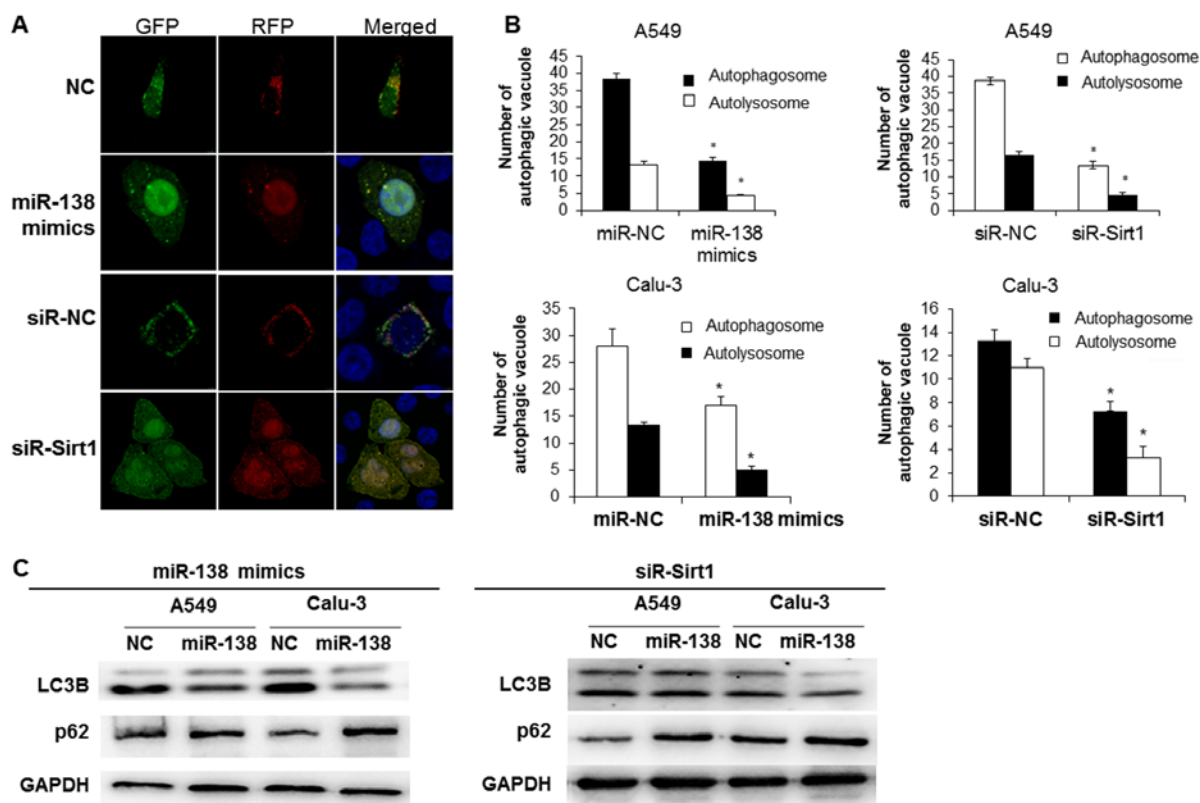 A
GFP RFP Merged
NC
miR-138
mimics
siR-NC
siR-Sirt1
B
A549
Number of
autophagic vacuole
45
40
35
30
25
20
15
10
5
0
Autophagosome
Autolysosome
*
*
miR-NC miR-138
mimics
A549
Number of
autophagic vacuole
45
40
35
30
25
20
15
10
5
0
Autophagosome
Autolysosome
*
*
siR-NC siR-Sirt1
Calu-3
Number of
autophagic vacuole
35
30
25
20
15
10
5
0
Autophagosome
Autolysosome
*
*
miR-NC miR-138 mimics
Calu-3
Number of
autophagic vacuole
16
14
12
10
8
6
4
2
0
Autophagosome
Autolysosome
*
*
siR-NC siR-Sirt1
C
miR-138 mimics
A549 Calu-3
NC miR-138 NC miR-138
LC3B
p62
GAPDH
siR-Sirt1
A549 Calu-3
NC miR-138 NC miR-138
LC3B
p62
GAPDH